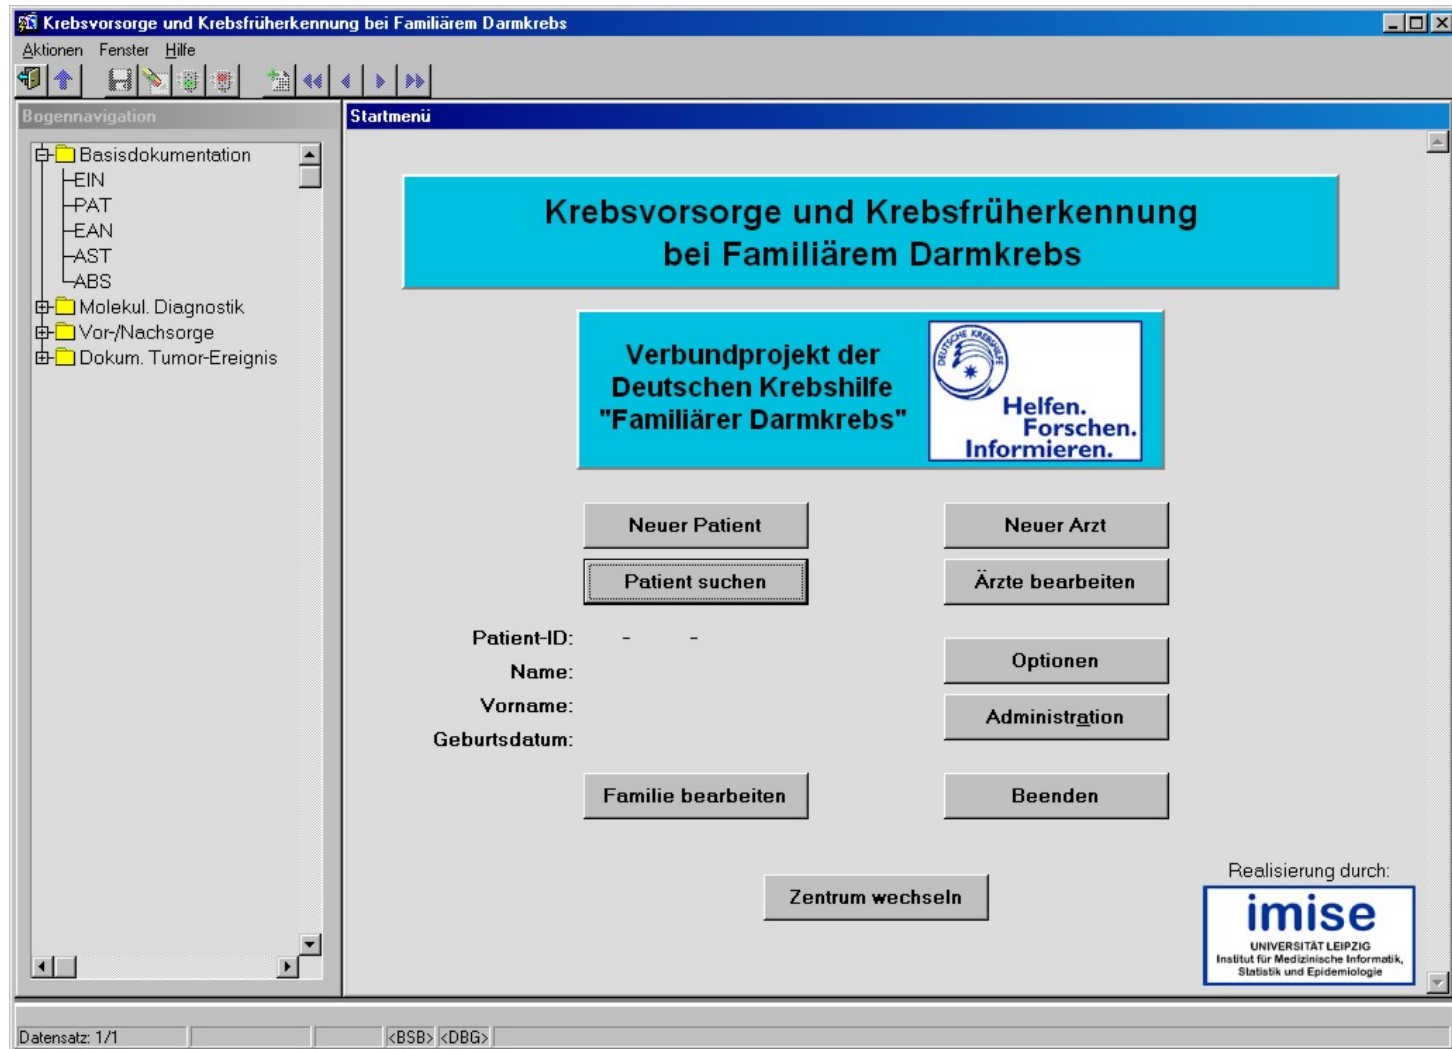 Krebsvorsorge und Krebsfrüherkennung bei Familiärem Darmkrebs
Aktionen Fenster Hilfe
Bogennavigation
Basisdokumentation
EIN
PAT
EAN
AST
ABS
Molekul. Diagnostik
Vor-/Nachsorge
Dokum. Tumor-Ereignis
Startmenü
Krebsvorsorge und Krebsfrüherkennung
bei Familiärem Darmkrebs
Verbundprojekt der
Deutschen Krebshilfe
"Familiärer Darmkrebs"
DEUTSCHE KREBSHILFE
Helfen.
Forschen.
Informieren.
Neuer Patient
Neuer Arzt
Patient suchen
Ärzte bearbeiten
Patient-ID: - -
Name:
Vorname:
Geburtsdatum:
Optionen
Administration
Familie bearbeiten
Beenden
Zentrum wechseln
Realisierung durch:
imise
UNIVERSITÄT LEIPZIG
Institut für Medizinische Informatik,
Statistik und Epidemiologie
Datensatz: 1/1 <BSB> <DBG>